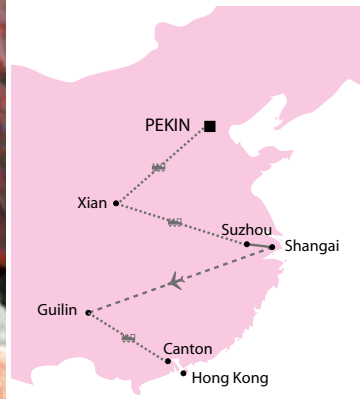 PEKIN
Xian
Suzhou
Shangai
Guilin
Canton
Hong Kong